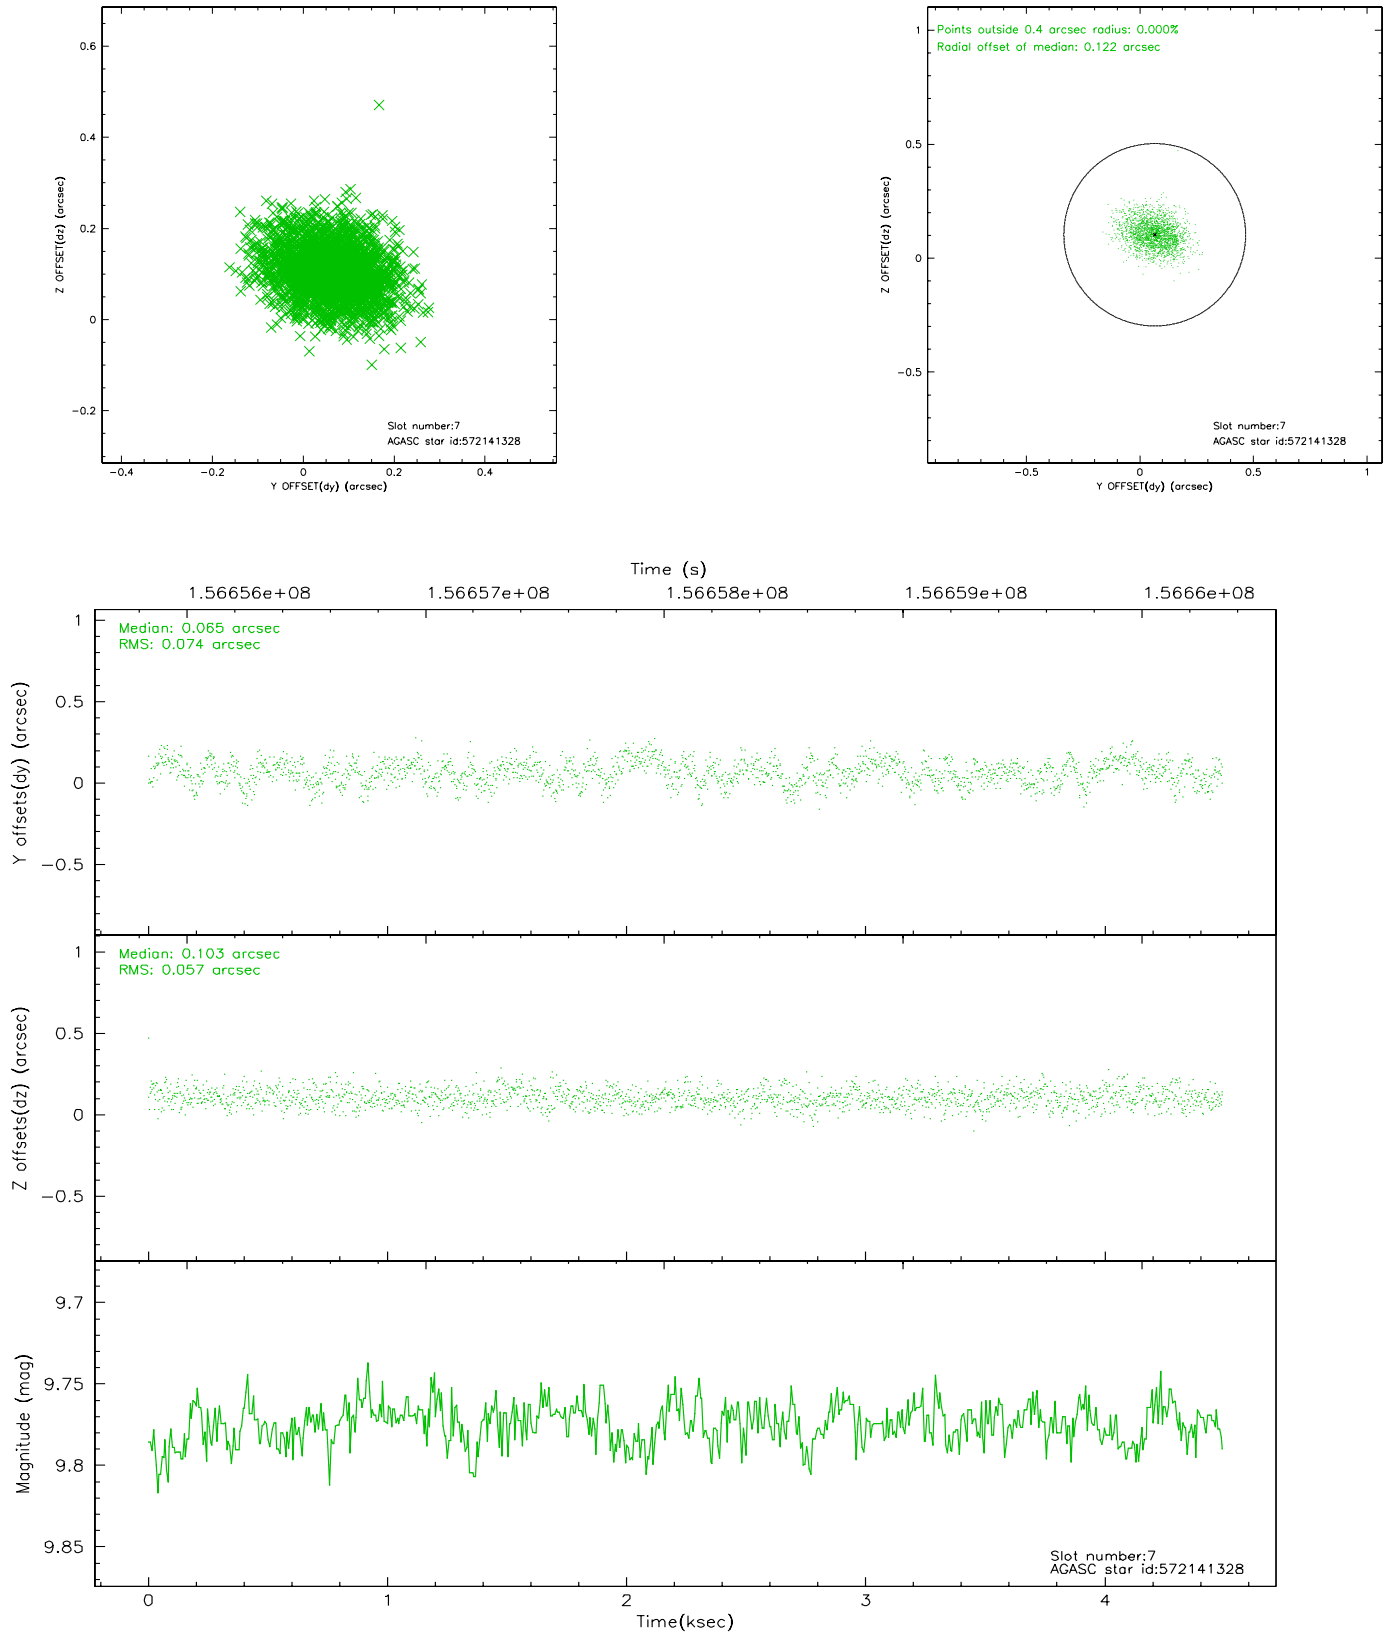 0.6
0.4
0.2
0
-0.2
Z OFFSET(dz) (arcsec)
Slot number:7
AGASC star id:572141328
-0.4 -0.2 0 0.2 0.4
Y OFFSET(dy) (arcsec)
Points outside 0.4 arcsec radius: 0.000%
Radial offset of median: 0.122 arcsec
1
0.5
0
-0.5
Z OFFSET(dz) (arcsec)
Slot number:7
AGASC star id:572141328
-0.5 0 0.5 1
Y OFFSET(dy) (arcsec)
Time (s)
1.56656e+08 1.56657e+08 1.56658e+08 1.56659e+08 1.5666e+08
Median: 0.065 arcsec
RMS: 0.074 arcsec
1
0.5
0
-0.5
Y offsets(dy) (arcsec)
Median: 0.103 arcsec
RMS: 0.057 arcsec
1
0.5
0
-0.5
Z offsets(dz) (arcsec)
9.7
9.75
9.8
9.85
Magnitude (mag)
Slot number:7
AGASC star id:572141328
0 1 2 3 4
Time(ksec)